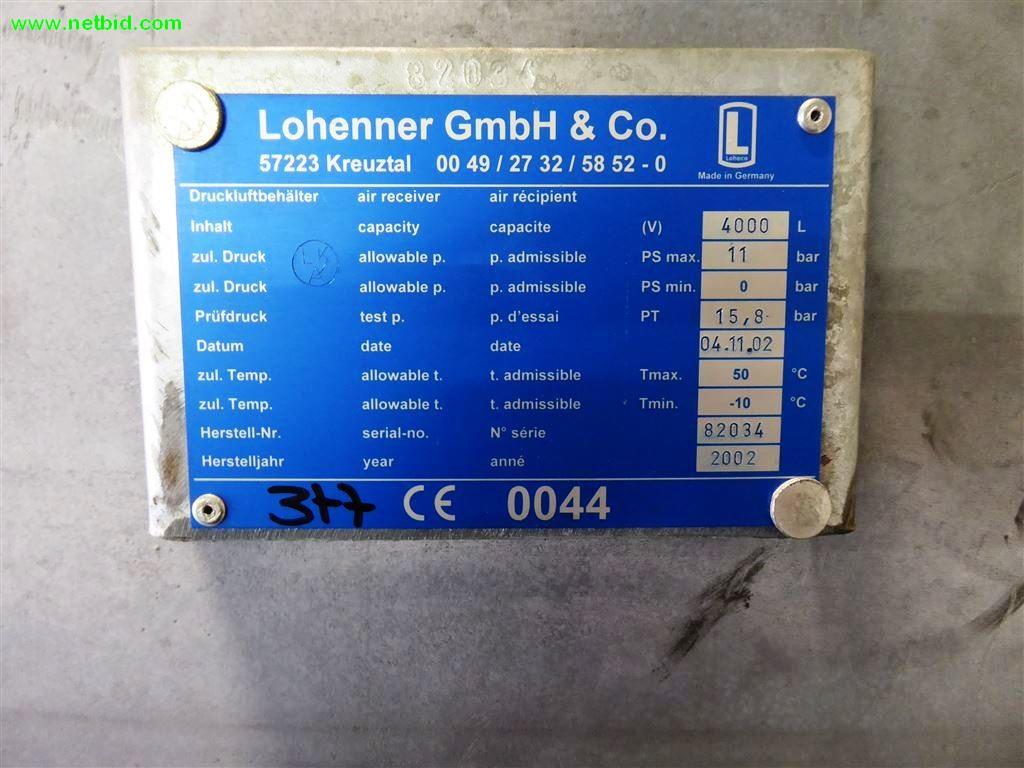 www.netbid.com
82034
Lohenner GmbH & Co.
57223 Kreuztal 00 49 / 27 32 / 58 52 - 0
L
Loheco
Made in Germany
Druckluftbehälter air receiver air récipient
Inhalt capacity capacite (V) 4000 L
zul. Druck allowable p. p. admissible PS max. 11 bar
LK
zul. Druck allowable p. p. admissible PS min. 0 bar
Prüfdruck test p. p. d'essai PT 15,8 bar
Datum date date 04.11.02
zul. Temp. allowable t. t. admissible Tmax. 50 °C
zul. Temp. allowable t. t. admissible Tmin. -10 °C
Herstell-Nr. serial-no. N° série 82034
Herstelljahr year anné 2002
377 CE 0044